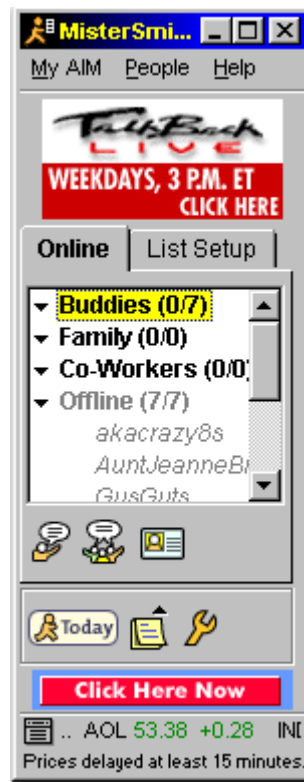 MisterSmi...
My AIM People Help
TalkBack
LIVE
WEEKDAYS, 3 P.M. ET
CLICK HERE
Online List Setup
Buddies (0/7)
Family (0/0)
Co-Workers (0/0)
Offline (7/7)
akacrazy8s
AuntJeanneBr
GusGuts
Today
Click Here Now
.. AOL 53.38 +0.28 IND
Prices delayed at least 15 minutes.